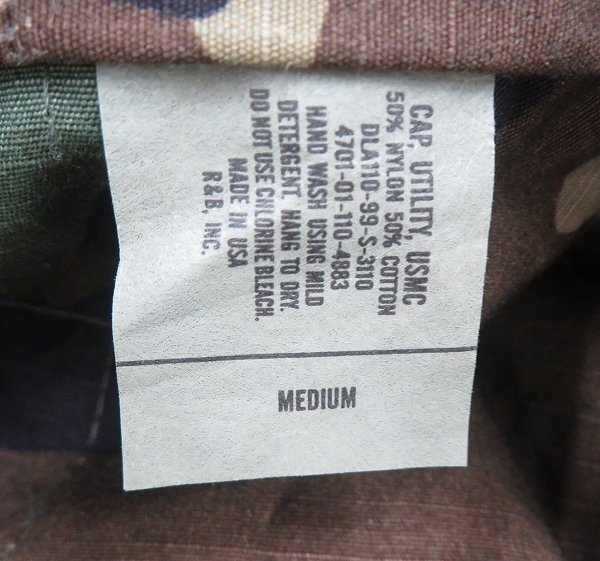 CAP, UTILITY, USMC
50% NYLON 50% COTTON
DLA110-99-S-3110
4701-01-110-4883
HAND WASH USING MILD
DETERGENT. HANG TO DRY.
DO NOT USE CHLORINE BLEACH.
MADE IN USA
R&B, INC.
MEDIUM